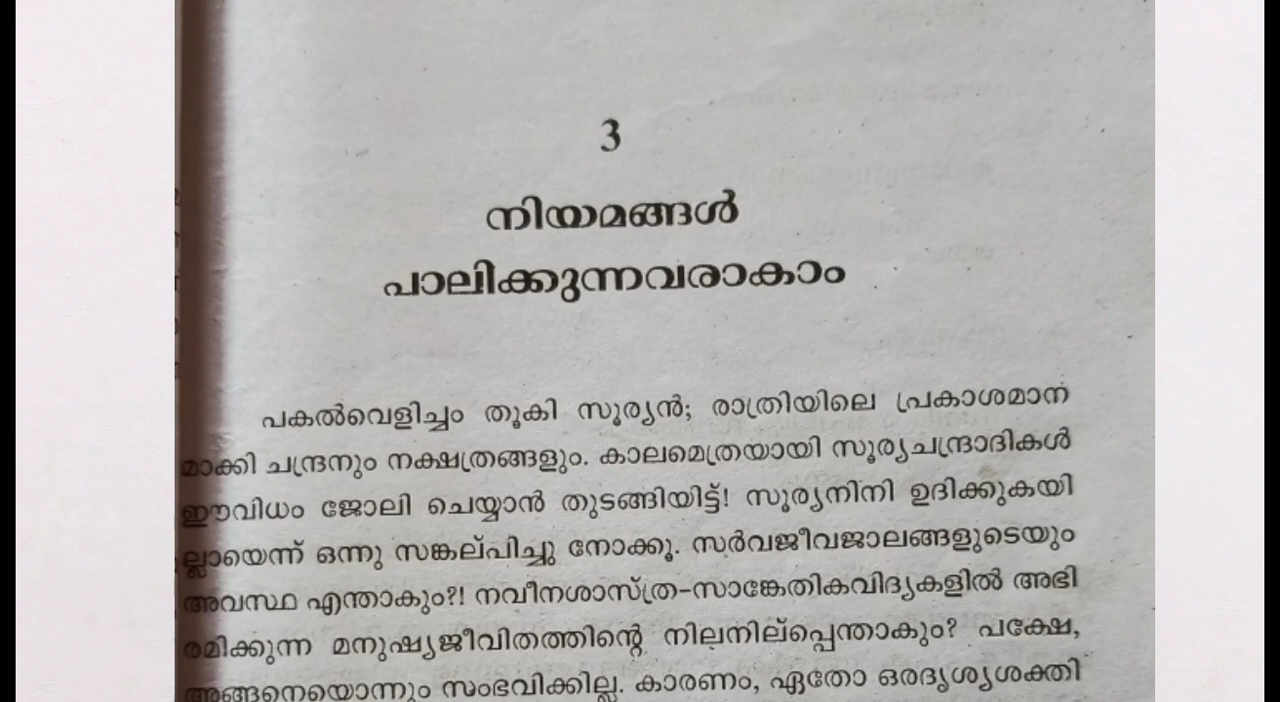 3
നിയമങ്ങൾ
പാലിക്കുന്നവരാകാം
പകൽവെളിച്ചം തൂകി സൂര്യൻ; രാത്രിയിലെ പ്രകാശമാന
മാക്കി ചന്ദ്രനും നക്ഷത്രങ്ങളും. കാലമെത്രയായി സൂര്യചന്ദ്രാദികൾ
ഈവിധം ജോലി ചെയ്യാൻ തുടങ്ങിയിട്ട്! സൂര്യനിനി ഉദിക്കുകയി
ല്ലായെന്ന് ഒന്നു സങ്കല്പിച്ചു നോക്കൂ. സർവജീവജാലങ്ങളുടെയും
അവസ്ഥ എന്താകും?! നവീനശാസ്ത്ര-സാങ്കേതികവിദ്യകളിൽ അഭി
രമിക്കുന്ന മനുഷ്യജീവിതത്തിന്റെ നിലനില്പ്പെന്താകും? പക്ഷേ,
അങ്ങനെയൊന്നും സംഭവിക്കില്ല. കാരണം, ഏതോ ഒരദൃശ്യശക്തി